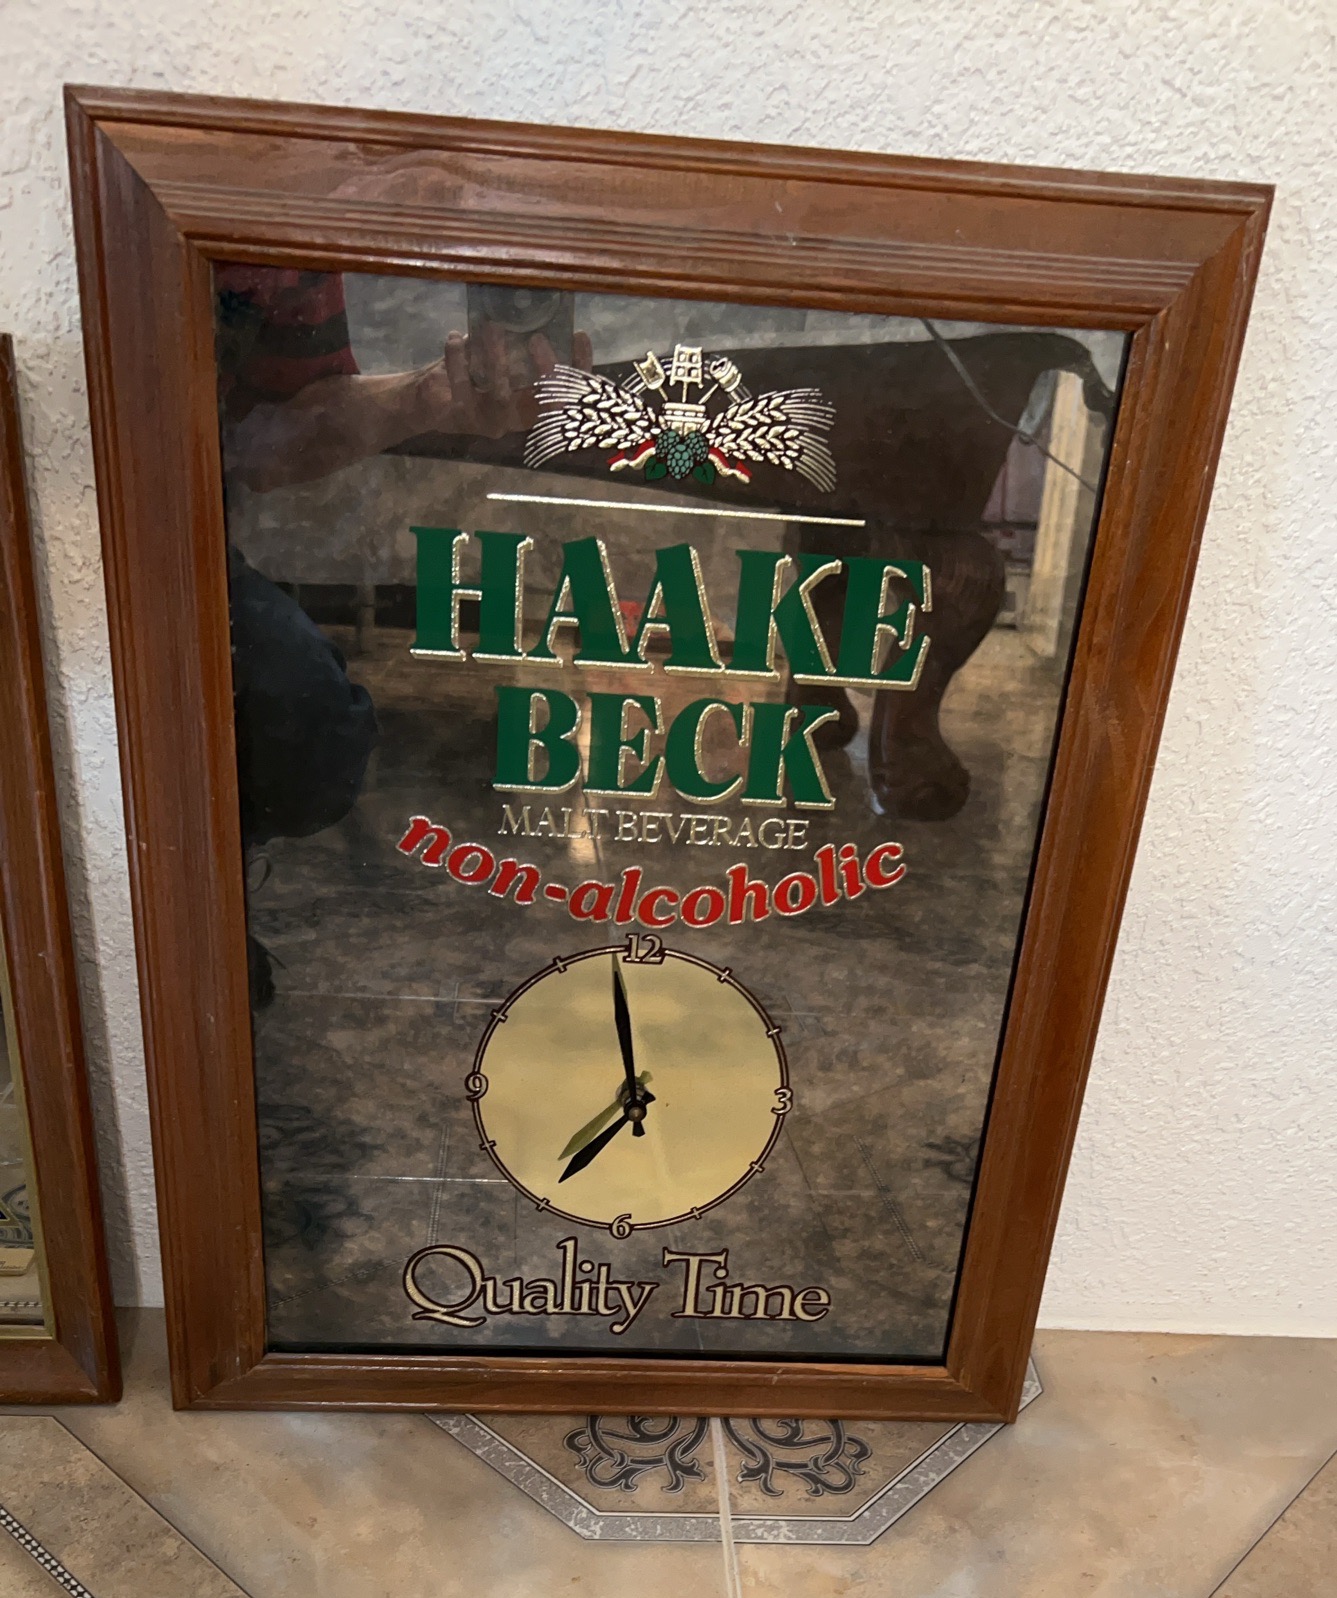 HAAKE
BECK
MALT BEVERAGE
non-alcoholic
12
9
3
6
Quality Time